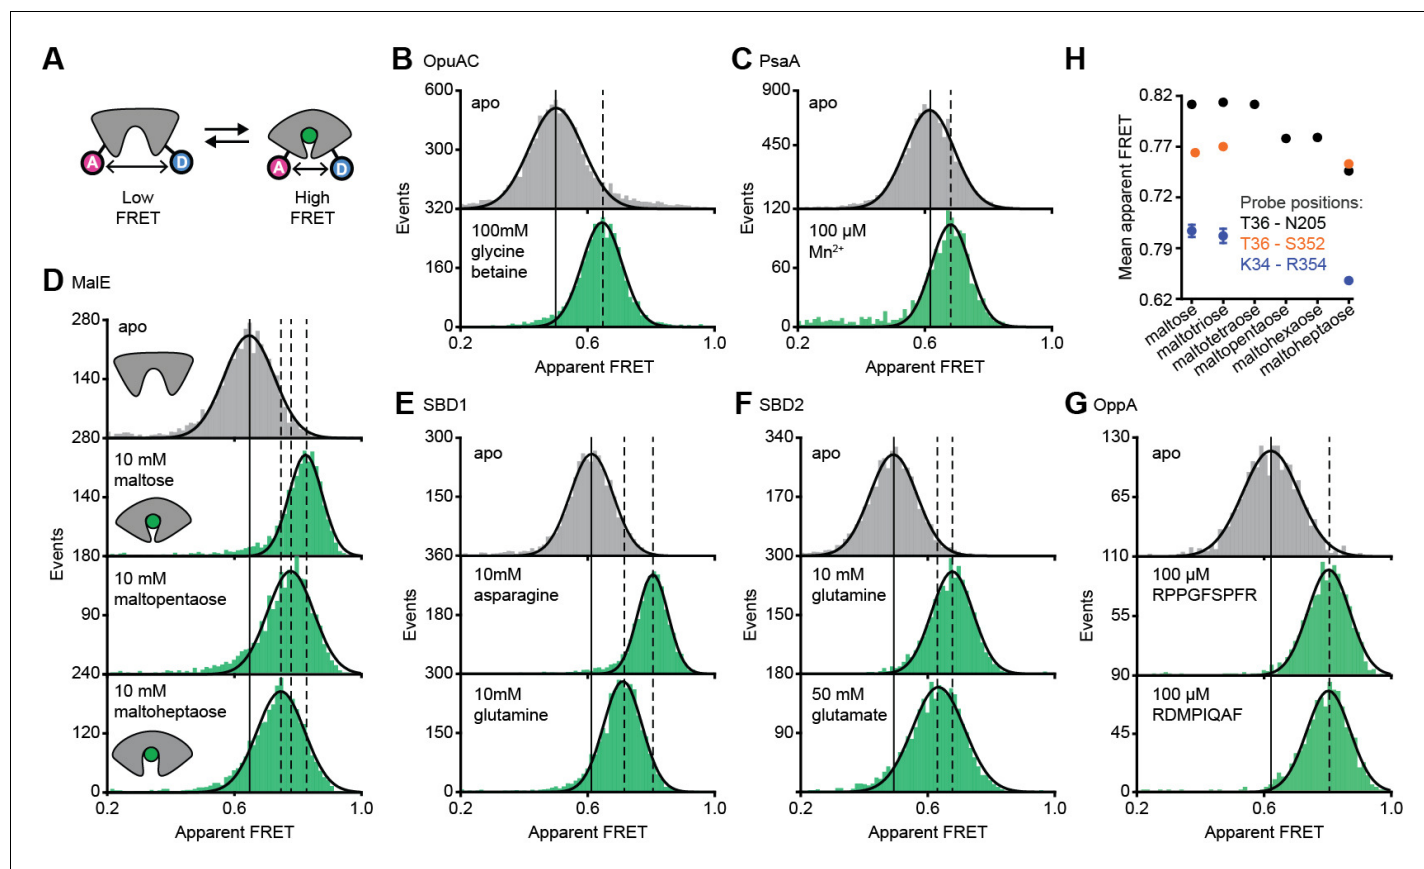 A
A
D
A
D
Low
FRET
High
FRET
B OpuAC
600
300
320
160
0
apo
100mM
glycine
betaine
Events
0.2
0.6
1.0
Apparent FRET
C PsaA
900
450
120
60
0
apo
100 µM
Mn2+
Events
0.2
0.6
1.0
Apparent FRET
H
0.82
0.77
0.72
0.79
0.62
Mean apparent FRET
Probe positions:
T36 - N205
T36 - S352
K34 - R354
maltose
maltotriose
maltotetraose
maltopentaose
maltohexaose
maltoheptaose
D MalE
280
140
280
140
180
90
240
120
0
apo
10 mM
maltose
10 mM
maltopentaose
10 mM
maltoheptaose
Events
0.2
0.6
1.0
Apparent FRET
E SBD1
300
150
360
180
300
150
0
apo
10mM
asparagine
10mM
glutamine
Events
Events
0.2
0.6
1.0
Apparent FRET
F SBD2
340
170
300
150
180
90
0
apo
10 mM
glutamine
50 mM
glutamate
Events
Events
0.2
0.6
1.0
Apparent FRET
G OppA
130
65
110
55
90
45
0
apo
100 µM
RPPGFSPFR
100 µM
RDMPIQAF
Events
0.2
0.6
1.0
Apparent FRET